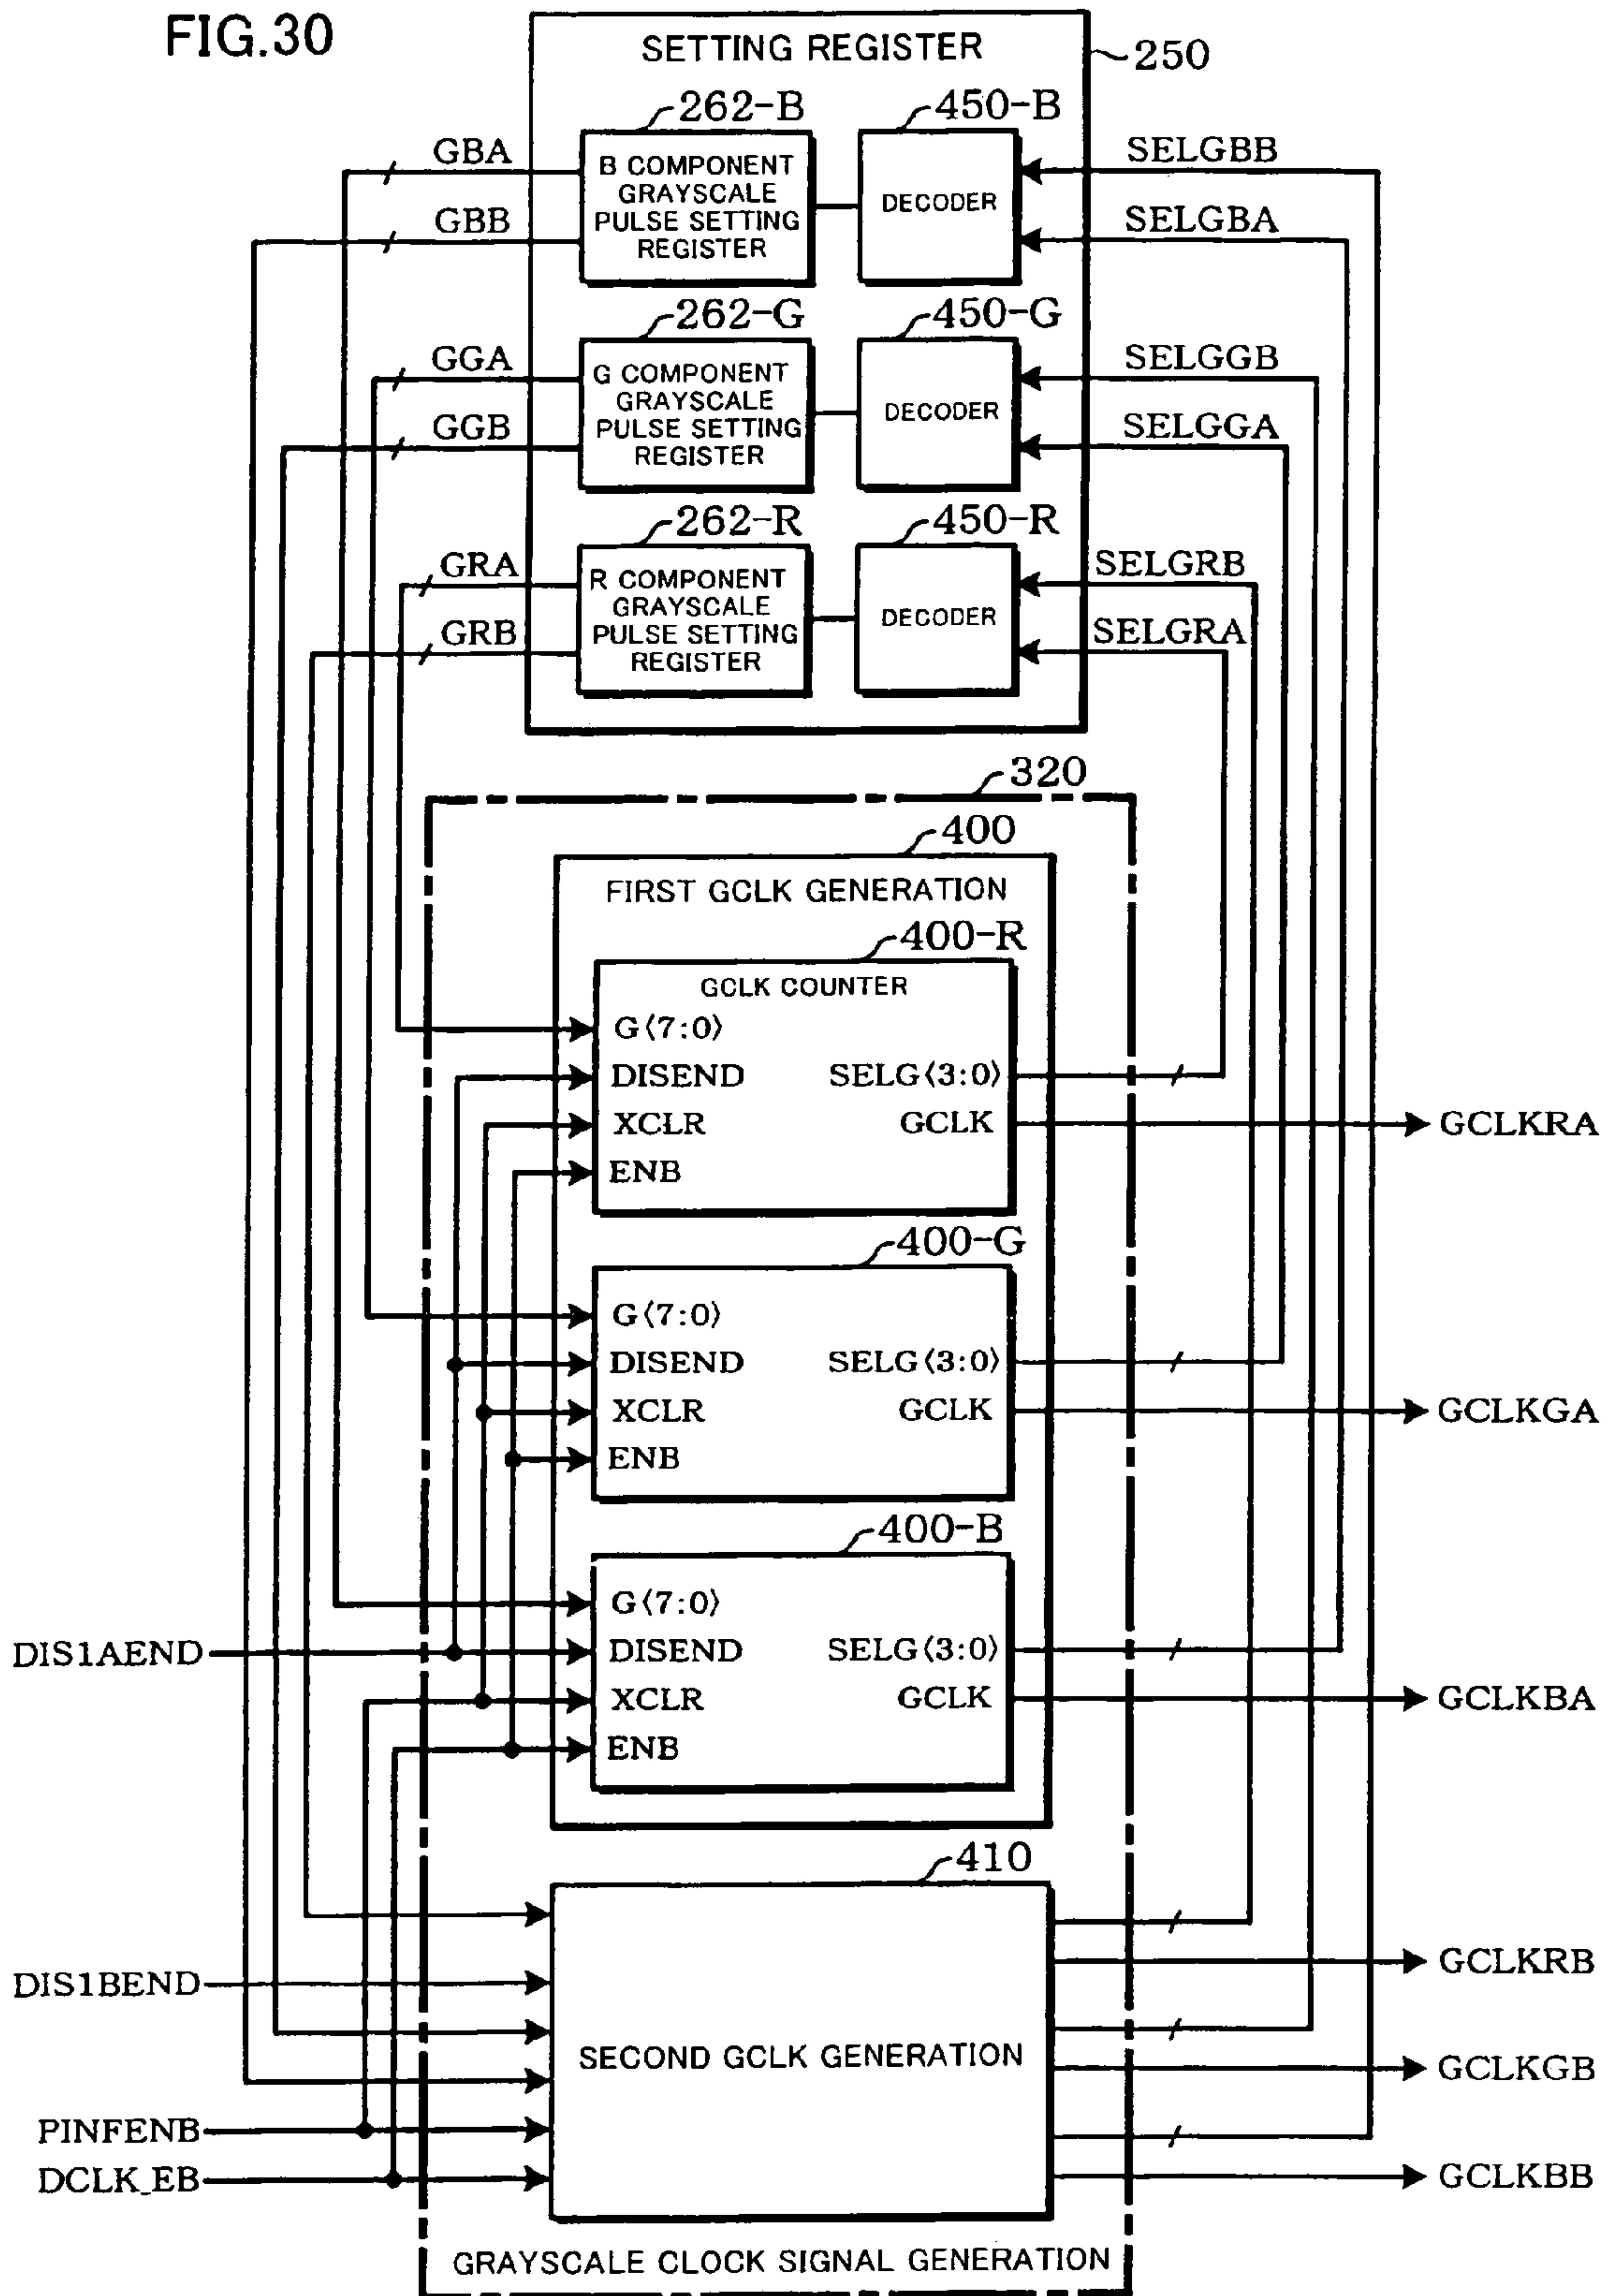 FIG.30
SETTING REGISTER
250
262-B
450-B
GBA
B COMPONENT
GRAYSCALE
PULSE SETTING
REGISTER
DECODER
SELGBB
GBB
SELGBA
262-G
450-G
GGA
G COMPONENT
GRAYSCALE
PULSE SETTING
REGISTER
DECODER
SELGGB
GGB
SELGGA
262-R
450-R
GRA
R COMPONENT
GRAYSCALE
PULSE SETTING
REGISTER
DECODER
SELGRB
GRB
SELGRA
320
400
FIRST GCLK GENERATION
400-R
GCLK COUNTER
G⟨7:0⟩
DISEND
SELG⟨3:0⟩
XCLR
GCLK
GCLKRA
ENB
400-G
G⟨7:0⟩
DISEND
SELG⟨3:0⟩
XCLR
GCLK
GCLKGA
ENB
400-B
G⟨7:0⟩
DIS1AEND
DISEND
SELG⟨3:0⟩
XCLR
GCLK
GCLKBA
ENB
410
GCLKRB
DIS1BEND
SECOND GCLK GENERATION
GCLKGB
PINFENB
DCLK_EB
GCLKBB
GRAYSCALE CLOCK SIGNAL GENERATION